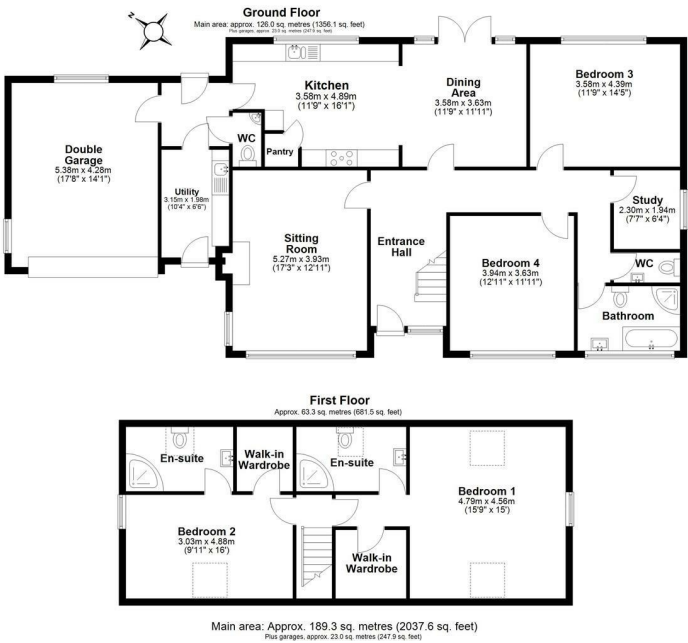 N
Ground Floor
Main area: approx. 126.0 sq. metres (1356.1 sq. feet)
Plus garages, approx. 23.0 sq. metres (247.9 sq. feet)
Kitchen
3.58m x 4.89m
(11'9" x 16'1")
Dining
Area
3.58m x 3.63m
(11'9" x 11'11")
Bedroom 3
3.58m x 4.39m
(11'9" x 14'5")
Double
Garage
5.38m x 4.28m
(17'8" x 14'1")
WC
Pantry
Utility
3.15m x 1.98m
(10'4" x 6'6")
Study
2.30m x 1.94m
(7'7" x 6'4")
Sitting
Room
5.27m x 3.93m
(17'3" x 12'11")
Entrance
Hall
Bedroom 4
3.94m x 3.63m
(12'11" x 11'11")
WC
Bathroom
First Floor
Approx. 63.3 sq. metres (681.5 sq. feet)
En-suite
Walk-in
Wardrobe
En-suite
Bedroom 1
4.79m x 4.56m
(15'9" x 15')
Bedroom 2
3.03m x 4.88m
(9'11" x 16')
Walk-in
Wardrobe
Main area: Approx. 189.3 sq. metres (2037.6 sq. feet)
Plus garages, approx. 23.0 sq. metres (247.9 sq. feet)